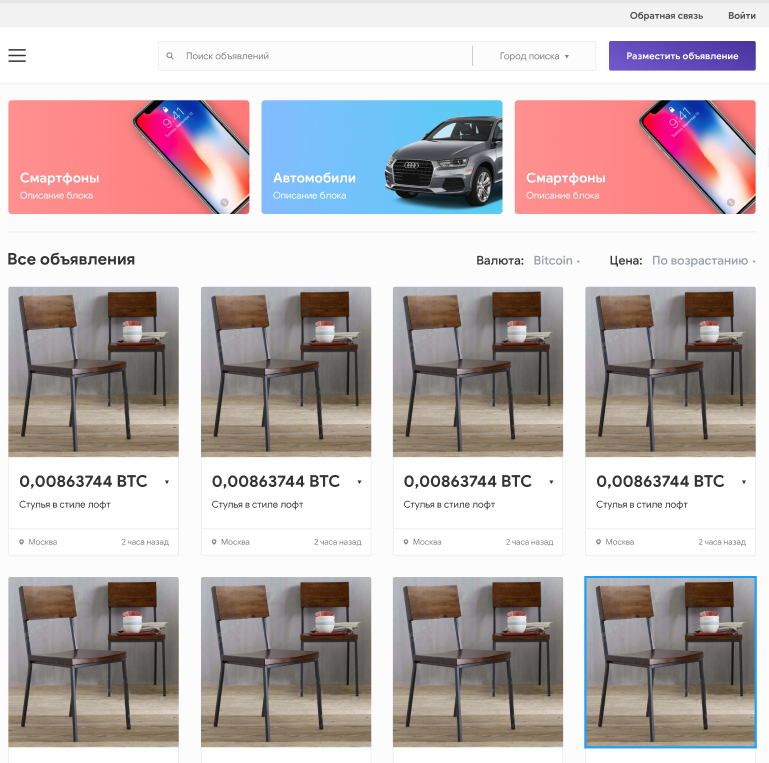 Обратная связь Войти
Поиск объявлений Город поиска Разместить объявление
9:41 9:41
Смартфоны Автомобили Смартфоны
Описание блока Описание блока Описание блока
Все объявления Валюта: Bitcoin Цена: По возрастанию
0,00863744 BTC 0,00863744 BTC 0,00863744 BTC 0,00863744 BTC
Стулья в стиле лофт Стулья в стиле лофт Стулья в стиле лофт Стулья в стиле лофт
Москва 2 часа назад Москва 2 часа назад Москва 2 часа назад Москва 2 часа назад